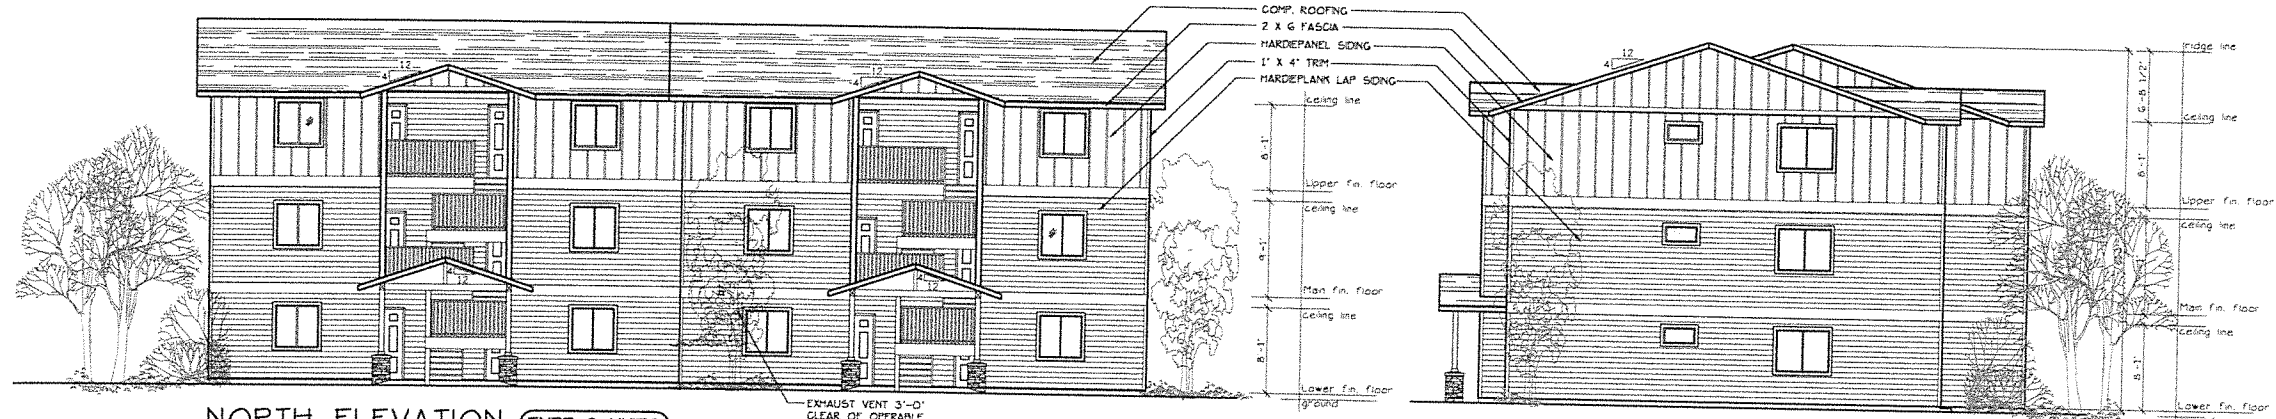 COMP. ROOFING
2 X 6 FASCIA
HARDIEPANEL SIDING
1" X 4" TRIM
HARDIEPLANK LAP SIDING
12
4
12
4
4
12
4
12
ceiling line
8'-1"
Upper fin. floor
ceiling line
Main fin. floor
ceiling line
8'-1"
Lower fin. floor
ground
12
4
ridge line
6'-8 1/2"
ceiling line
8'-1"
Upper fin. floor
ceiling line
Main fin. floor
ceiling line
8'-1"
Lower fin. floor
NORTH ELEVATION
EXHAUST VENT 3'-0"
CLEAR OF OPERABLE